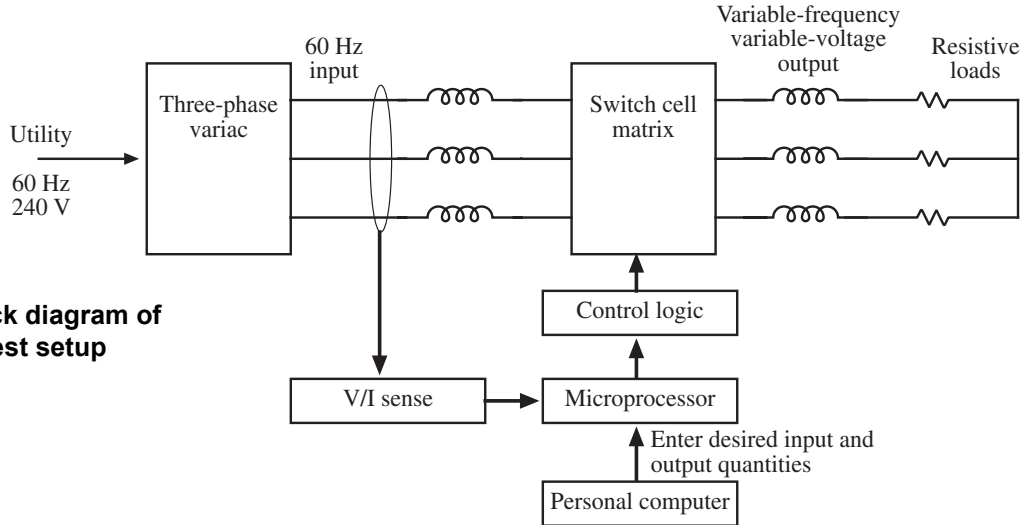 Variable-frequency
variable-voltage
output
Resistive
loads
60 Hz
input
Three-phase
variac
Switch cell
matrix
Utility
60 Hz
240 V
Control logic
ck diagram of
est setup
V/I sense
Microprocessor
Enter desired input and
output quantities
Personal computer